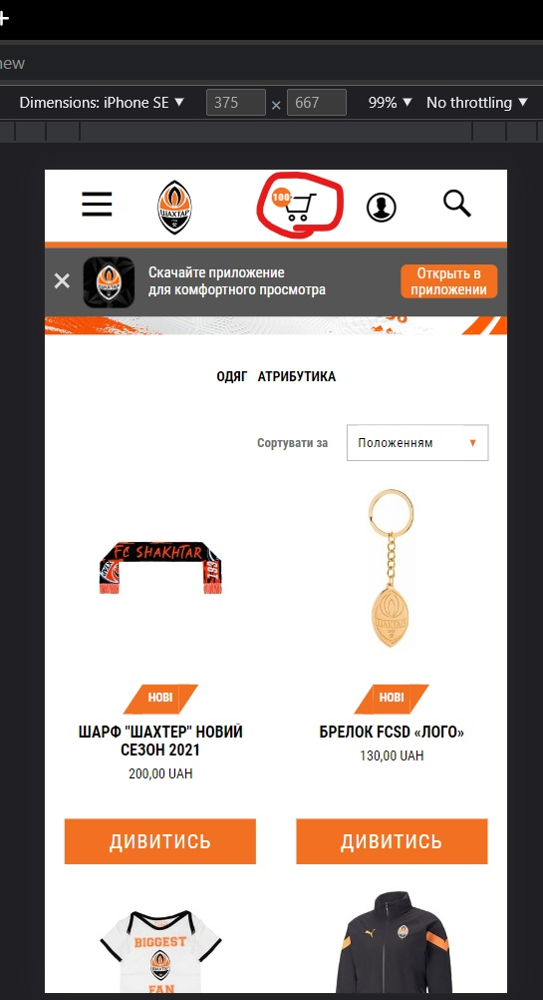 new
Dimensions: iPhone SE ▼ 375 × 667 99% ▼ No throttling ▼
ШАХТАР
100
Скачайте приложение
для комфортного просмотра
Открыть в
приложении
ОДЯГ АТРИБУТИКА
Сортувати за
Положенням
FC SHAKHTAR
193
ШАХТАР
НОВІ
НОВІ
ШАРФ "ШАХТЕР" НОВИЙ
СЕЗОН 2021
200,00 UAH
БРЕЛОК FCSD «ЛОГО»
130,00 UAH
ДИВИТИСЬ
ДИВИТИСЬ
BIGGEST
FAN